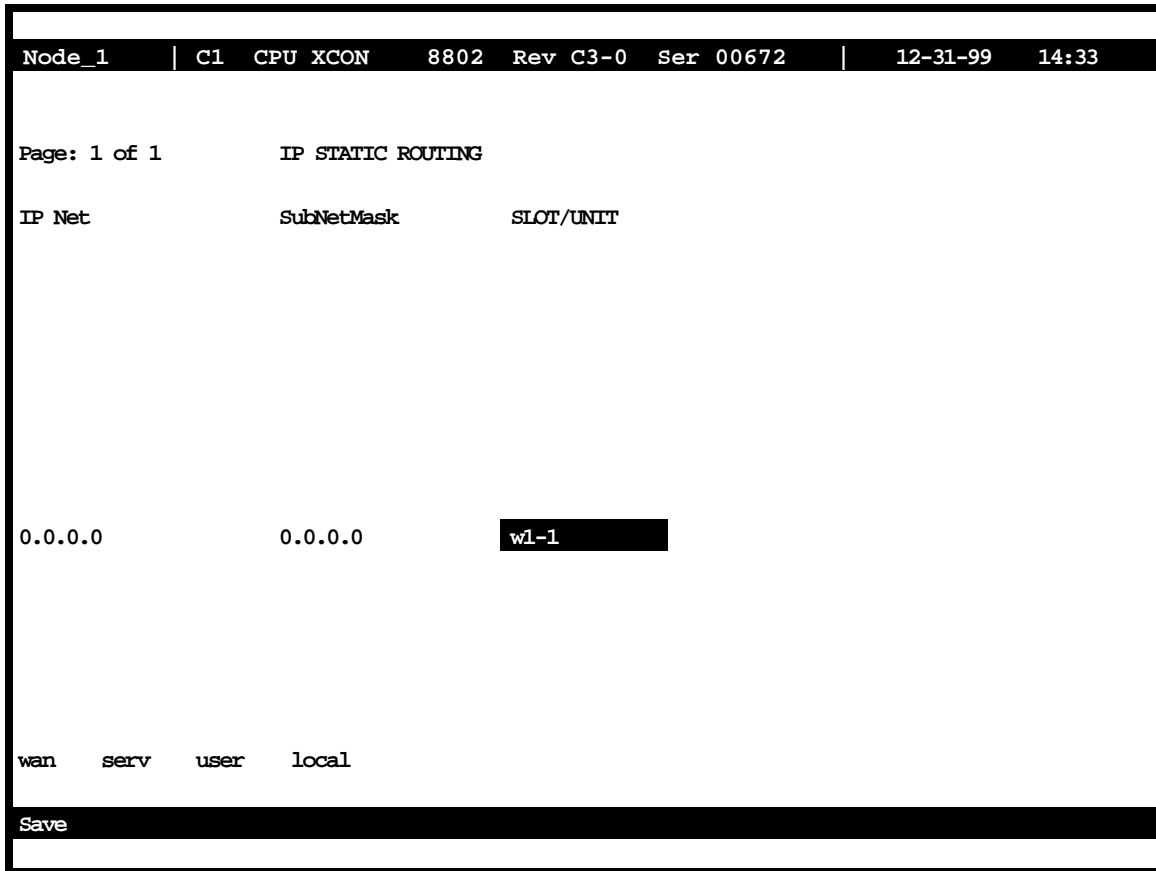 Node_1 | C1 CPU XCON 8802 Rev C3-0 Ser 00672 | 12-31-99 14:33
Page: 1 of 1 IP STATIC ROUTING
IP Net SubNetMask SLOT/UNIT
0.0.0.0 0.0.0.0 w1-1
wan serv user local
Save